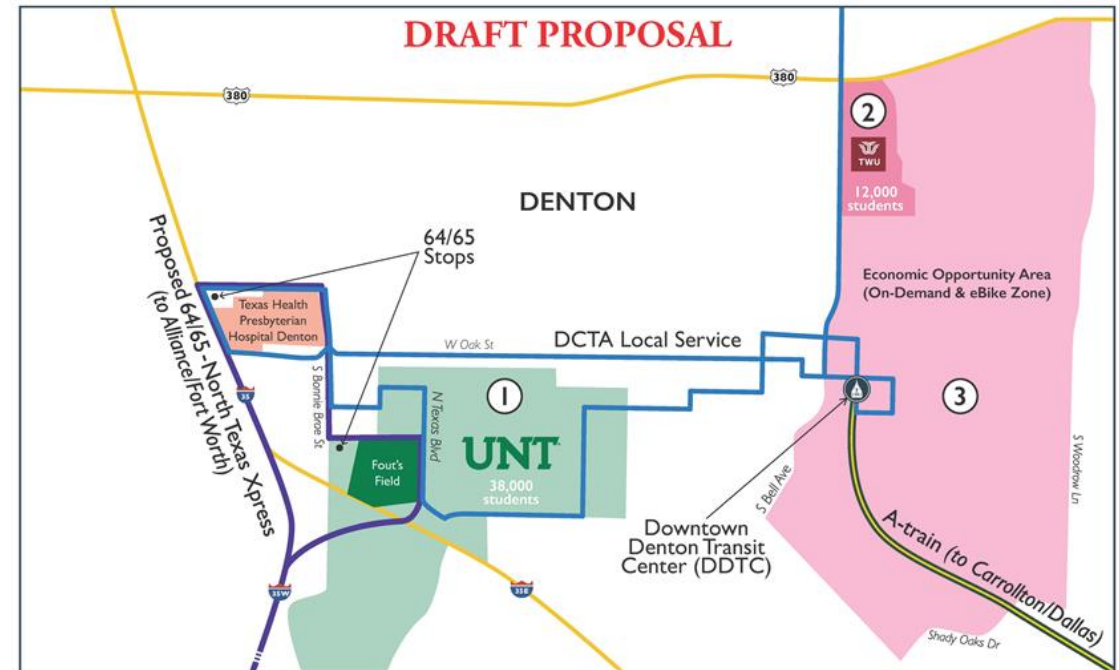 DRAFT PROPOSAL
380
380
2
TWU
12,000
students
DENTON
64/65
Stops
Proposed 64/65 - North Texas Xpress
(to Alliance/Fort Worth)
Texas Health
Presbyterian
Hospital Denton
Economic Opportunity Area
(On-Demand & eBike Zone)
W Oak St
DCTA Local Service
35
S Bonnie Brae St
N Texas Blvd
1
UNT
38,000
students
3
Fout's
Field
S Bell Ave
S Woodrow Ln
Downtown
Denton Transit
Center (DDTC)
A-train (to Carrollton/Dallas)
35W
35E
Shady Oaks Dr